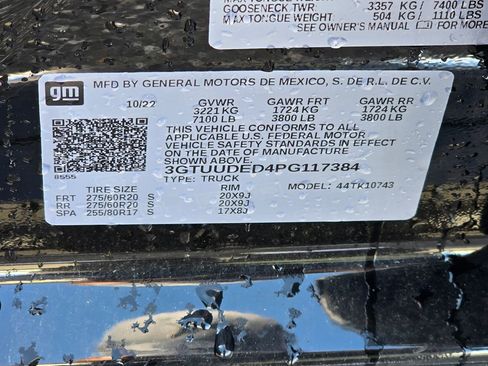 GOOSENECK TWR 3357 KG/ 7400 LBS
MAX TONGUE WEIGHT 504 KG/ 1110 LBS
SEE OWNER'S MANUAL FOR MORE
gm
MFD BY GENERAL MOTORS DE MEXICO, S. DE R.L. DE C.V.
10/22 GVWR GAWR FRT GAWR RR
3221 KG 1724 KG 1724 KG
7100 LB 3800 LB 3800 LB
THIS VEHICLE CONFORMS TO ALL
APPLICABLE U.S. FEDERAL MOTOR
VEHICLE SAFETY STANDARDS IN EFFECT
ON THE DATE OF MANUFACTURE
SHOWN ABOVE.
8555
3GTUUDED4PG117384
TYPE: TRUCK MODEL: 44TK10743
TIRE SIZE RIM
FRT 275/60R20 S 20X9J
RR 275/60R20 S 20X9J
SPA 255/80R17 S 17X8J